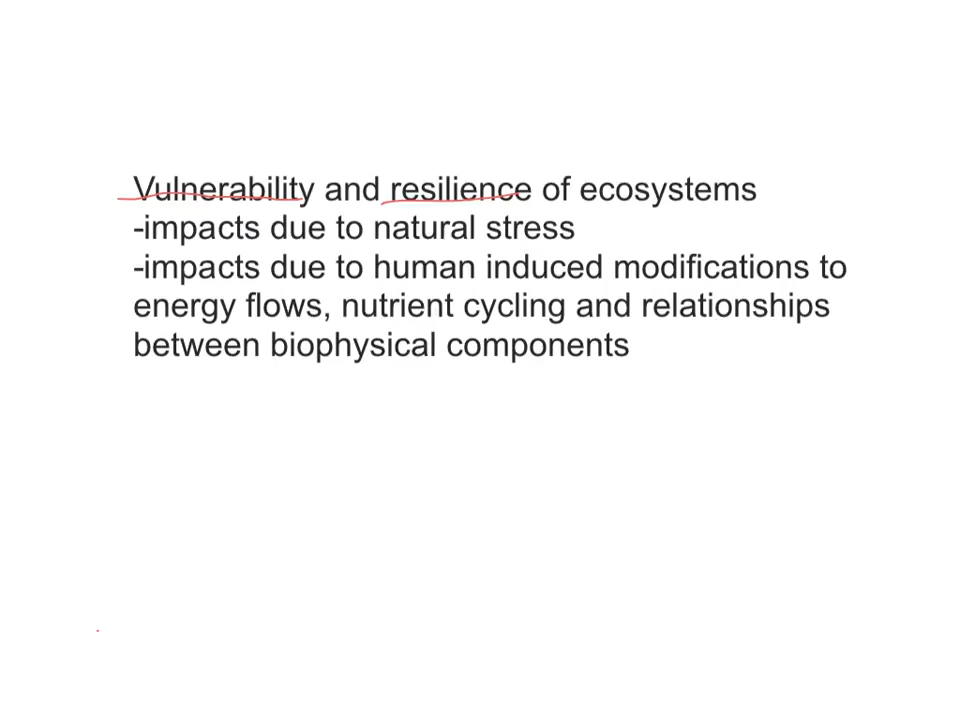 Vulnerability and resilience of ecosystems
-impacts due to natural stress
-impacts due to human induced modifications to
energy flows, nutrient cycling and relationships
between biophysical components